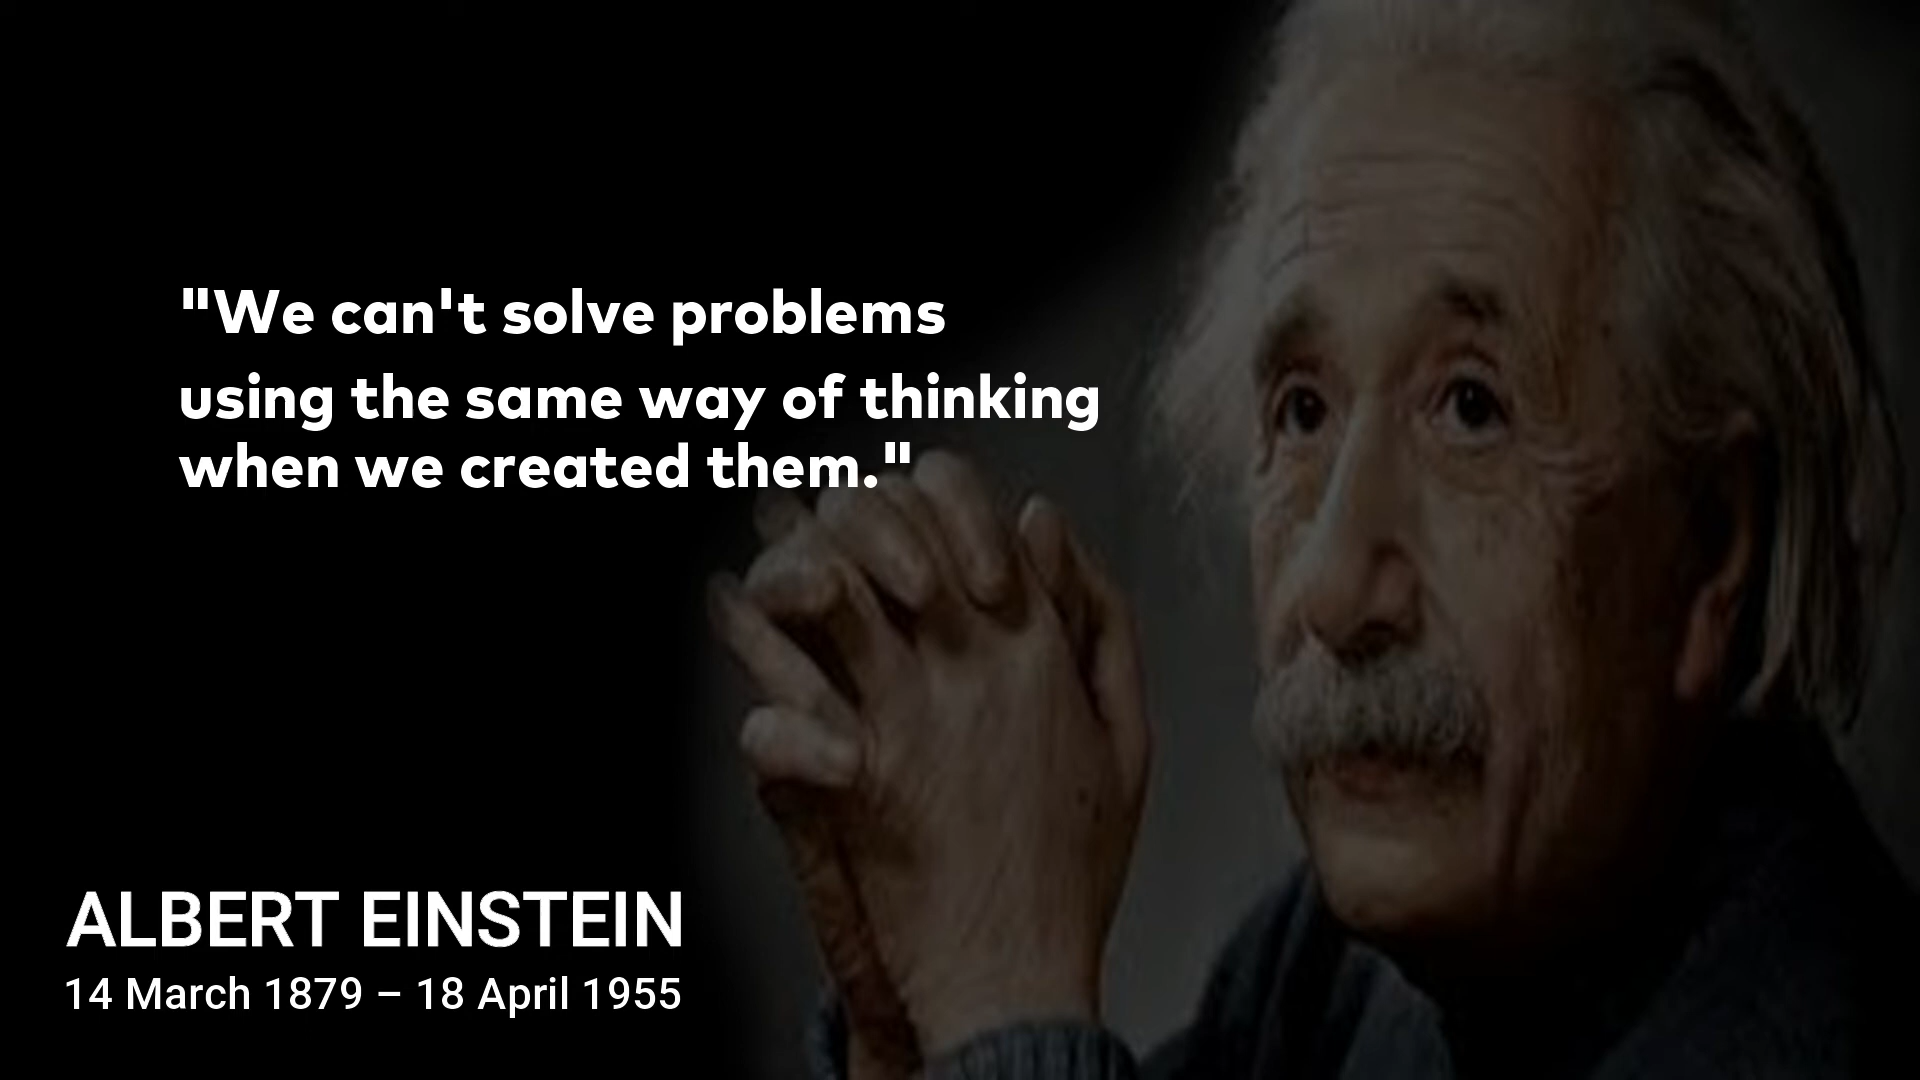 "We can't solve problems
using the same way of thinking
when we created them."
ALBERT EINSTEIN
14 March 1879 – 18 April 1955